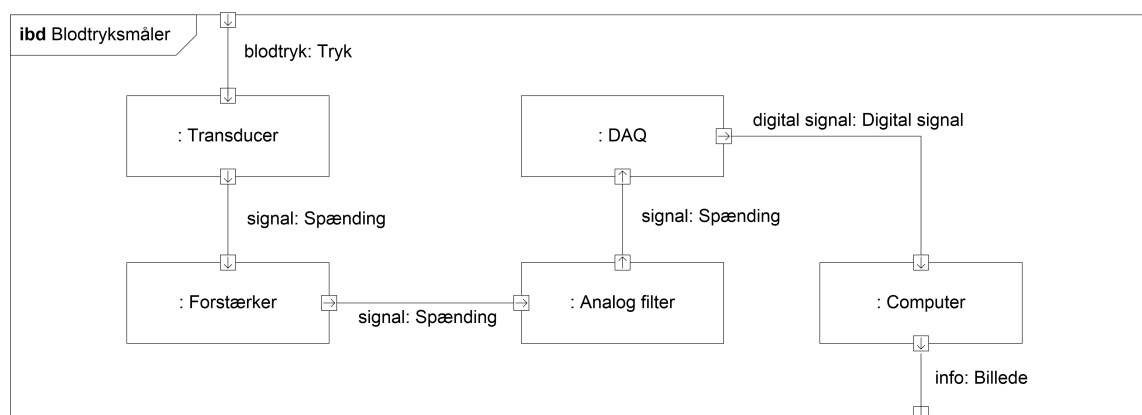 ibd Blodtryksmåler
blodtryk: Tryk
: Transducer
: DAQ
digital signal: Digital signal
signal: Spænding
signal: Spænding
: Forstærker
: Analog filter
: Computer
signal: Spænding
info: Billede